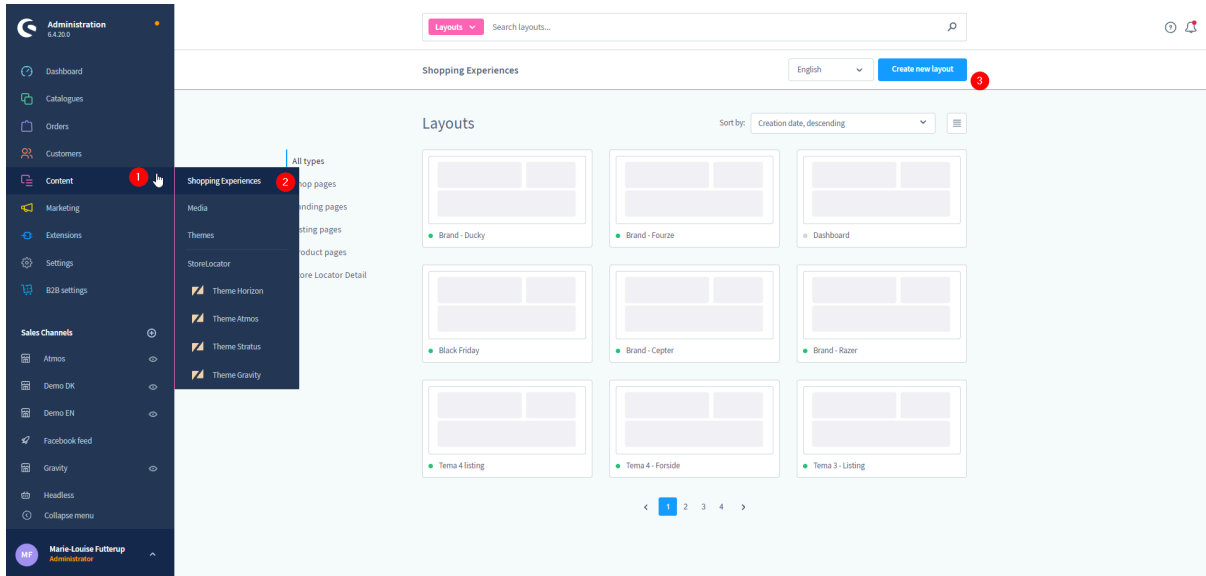 Administration
6.4.20.0
Dashboard
Catalogues
Orders
Customers
Content
1
Marketing
Extensions
Settings
B2B settings
Sales Channels
Atmos
Demo DK
Demo EN
Facebook feed
Gravity
Headless
Collapse menu
MF
Marie-Louise Futterup
Administrator
Shopping Experiences
2
Media
Themes
StoreLocator
Theme Horizon
Theme Atmos
Theme Stratus
Theme Gravity
Layouts
Search layouts...
Shopping Experiences
English
Create new layout
3
Layouts
Sort by:
Creation date, descending
All types
hop pages
anding pages
sting pages
roduct pages
ore Locator Detail
Brand - Ducky
Brand - Fourze
Dashboard
Black Friday
Brand - Cepter
Brand - Razer
Tema 4 listing
Tema 4 - Forside
Tema 3 - Listing
1 2 3 4